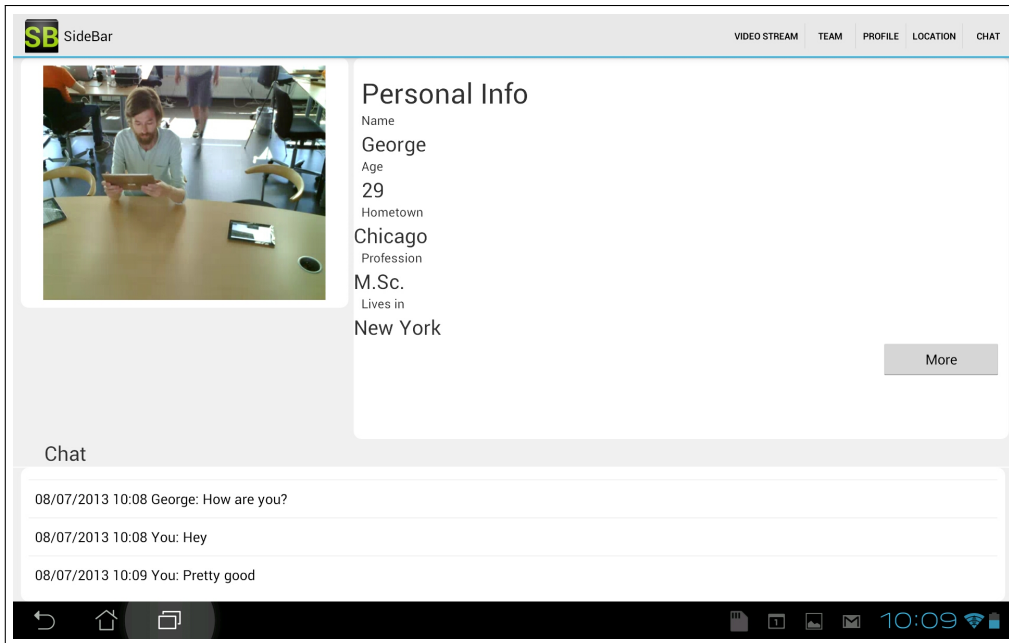 SB SideBar VIDEO STREAM TEAM PROFILE LOCATION CHAT
Personal Info
Name
George
Age
29
Hometown
Chicago
Profession
M.Sc.
Lives in
New York
More
Chat
08/07/2013 10:08 George: How are you?
08/07/2013 10:08 You: Hey
08/07/2013 10:09 You: Pretty good
1 10:09